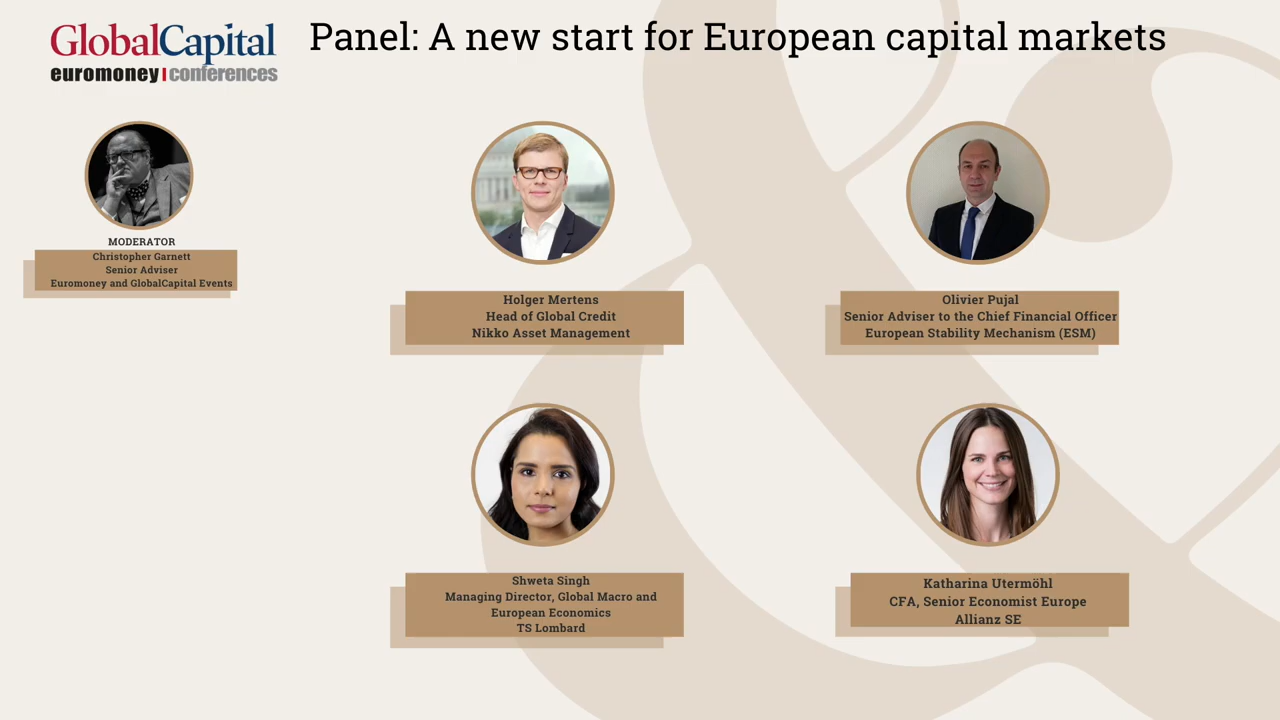 GlobalCapital
euromoney conferences
Panel: A new start for European capital markets
MODERATOR
Christopher Garnett
Senior Adviser
Euromoney and GlobalCapital Events
Holger Mertens
Head of Global Credit
Nikko Asset Management
Olivier Pujal
Senior Adviser to the Chief Financial Officer
European Stability Mechanism (ESM)
Shweta Singh
Managing Director, Global Macro and
European Economics
TS Lombard
Katharina Utermöhl
CFA, Senior Economist Europe
Allianz SE